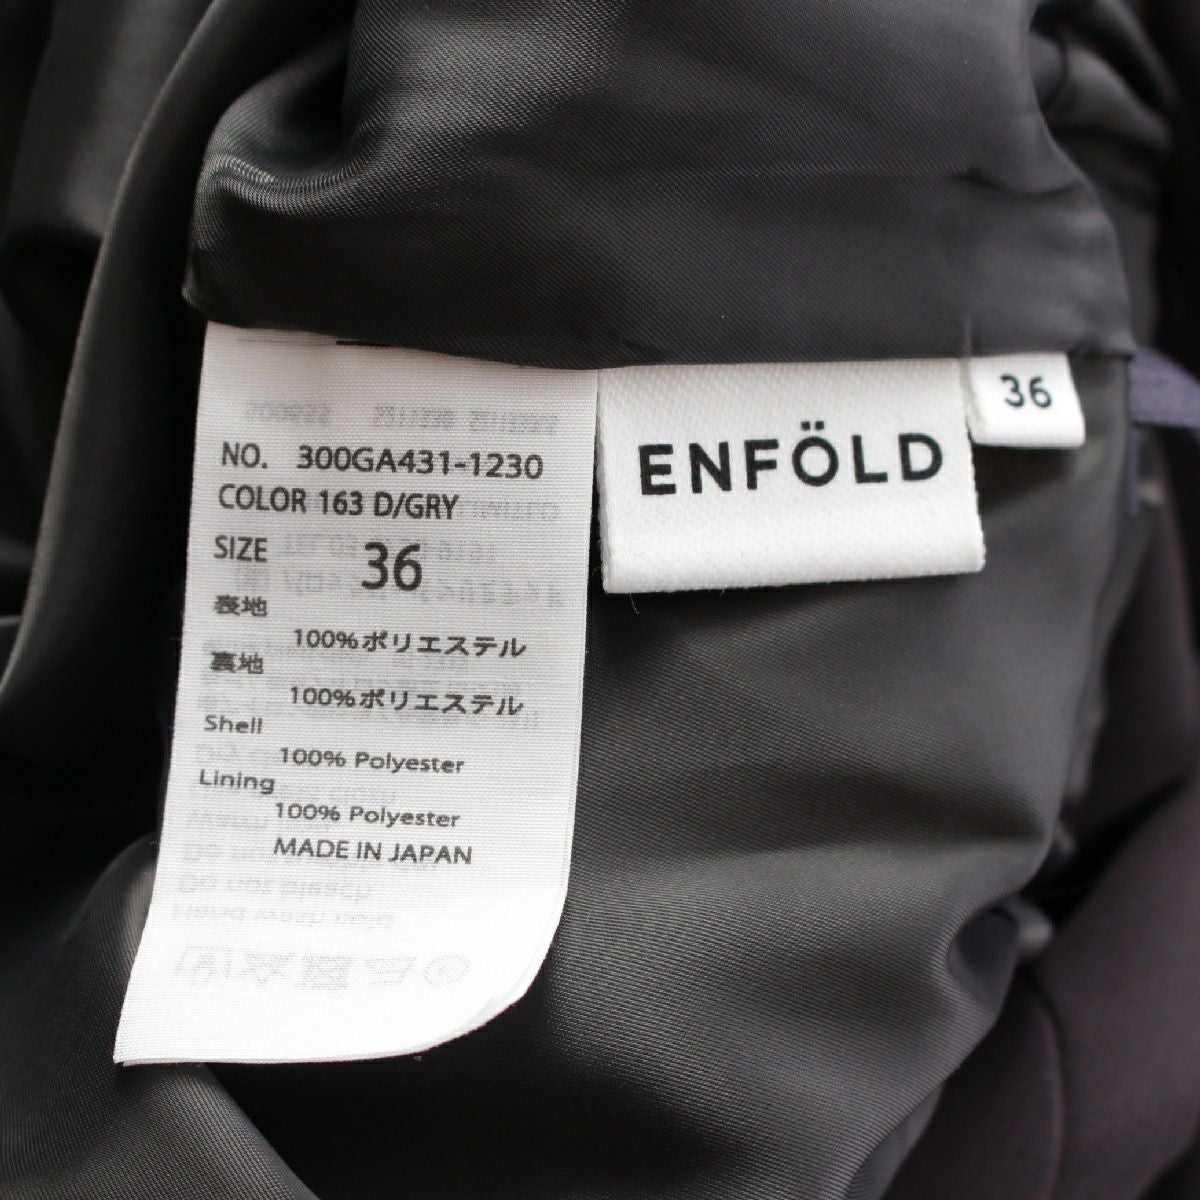 NO. 300GA431-1230
COLOR 163 D/GRY
SIZE 36
表地
100%ポリエステル
裏地
100%ポリエステル
Shell
100% Polyester
Lining
100% Polyester
MADE IN JAPAN
ENFÖLD
36